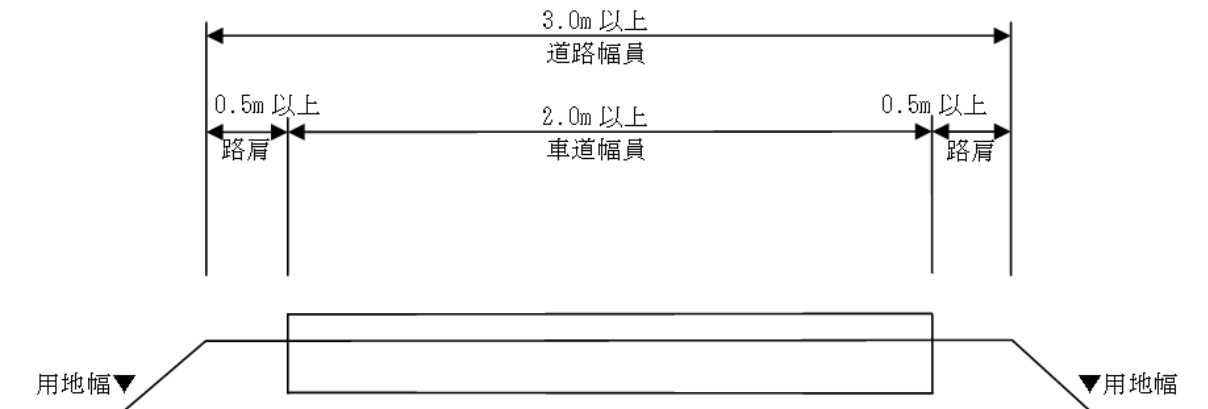 3.0m 以上
道路幅員
0.5m 以上
2.0m 以上
0.5m 以上
路肩
車道幅員
路肩
用地幅▼
▼用地幅